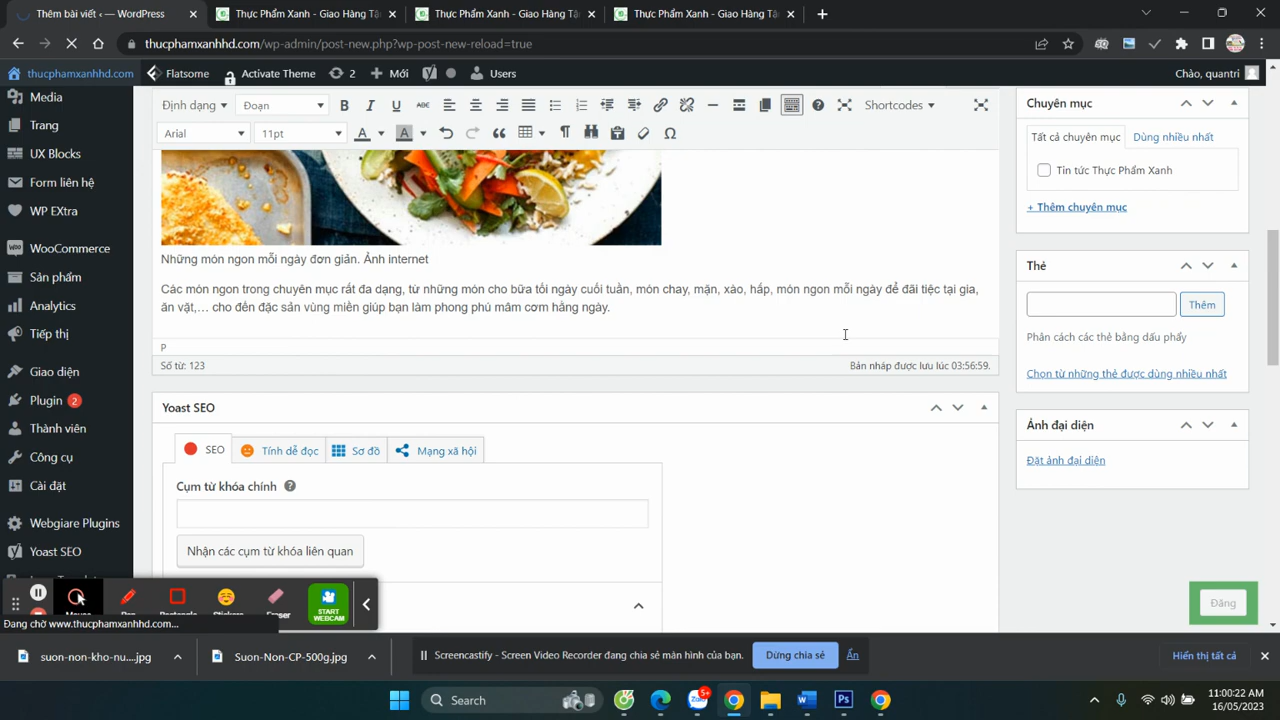 Thêm bài viết ‹ — WordPress
Thực Phẩm Xanh - Giao Hàng Tậ
Thực Phẩm Xanh - Giao Hàng Tậ
Thực Phẩm Xanh - Giao Hàng Tậ
thucphamxanhhd.com/wp-admin/post-new.php?wp-post-new-reload=true
thucphamxanhhd.com
Flatsome
Activate Theme
2
Mới
Users
Chào, quantri
Media
Trang
UX Blocks
Form liên hệ
WP EXtra
WooCommerce
Sản phẩm
Analytics
Tiếp thị
Giao diện
Plugin 2
Thành viên
Công cụ
Cài đặt
Webgiare Plugins
Yoast SEO
Định dạng
Đoạn
B I U ABC
Shortcodes
Arial
11pt
A A
Những món ngon mỗi ngày đơn giản. Ảnh internet
Các món ngon trong chuyên mục rất đa dạng, từ những món cho bữa tối ngày cuối tuần, món chay, mặn, xào, hấp, món ngon mỗi ngày để đãi tiệc tại gia,
ăn vặt,… cho đến đặc sản vùng miền giúp bạn làm phong phú mâm cơm hằng ngày.
P
Số từ: 123
Bản nháp được lưu lúc 03:56:59.
Yoast SEO
SEO
Tính dễ đọc
Sơ đồ
Mạng xã hội
Cụm từ khóa chính
Nhận các cụm từ khóa liên quan
Chuyên mục
Tất cả chuyên mục
Dùng nhiều nhất
Tin tức Thực Phẩm Xanh
+ Thêm chuyên mục
Thẻ
Thêm
Phân cách các thẻ bằng dấu phẩy
Chọn từ những thẻ được dùng nhiều nhất
Ảnh đại diện
Đặt ảnh đại diện
Đăng
START
WEBCAM
Đang chờ www.thucphamxanhhd.com...
suon-non-kho-nu....jpg
Suon-Non-CP-500g.jpg
Screencastify - Screen Video Recorder đang chia sẻ màn hình của bạn.
Dừng chia sẻ
Ẩn
Hiển thị tất cả
Search
5+
11:00:22 AM
16/05/2023